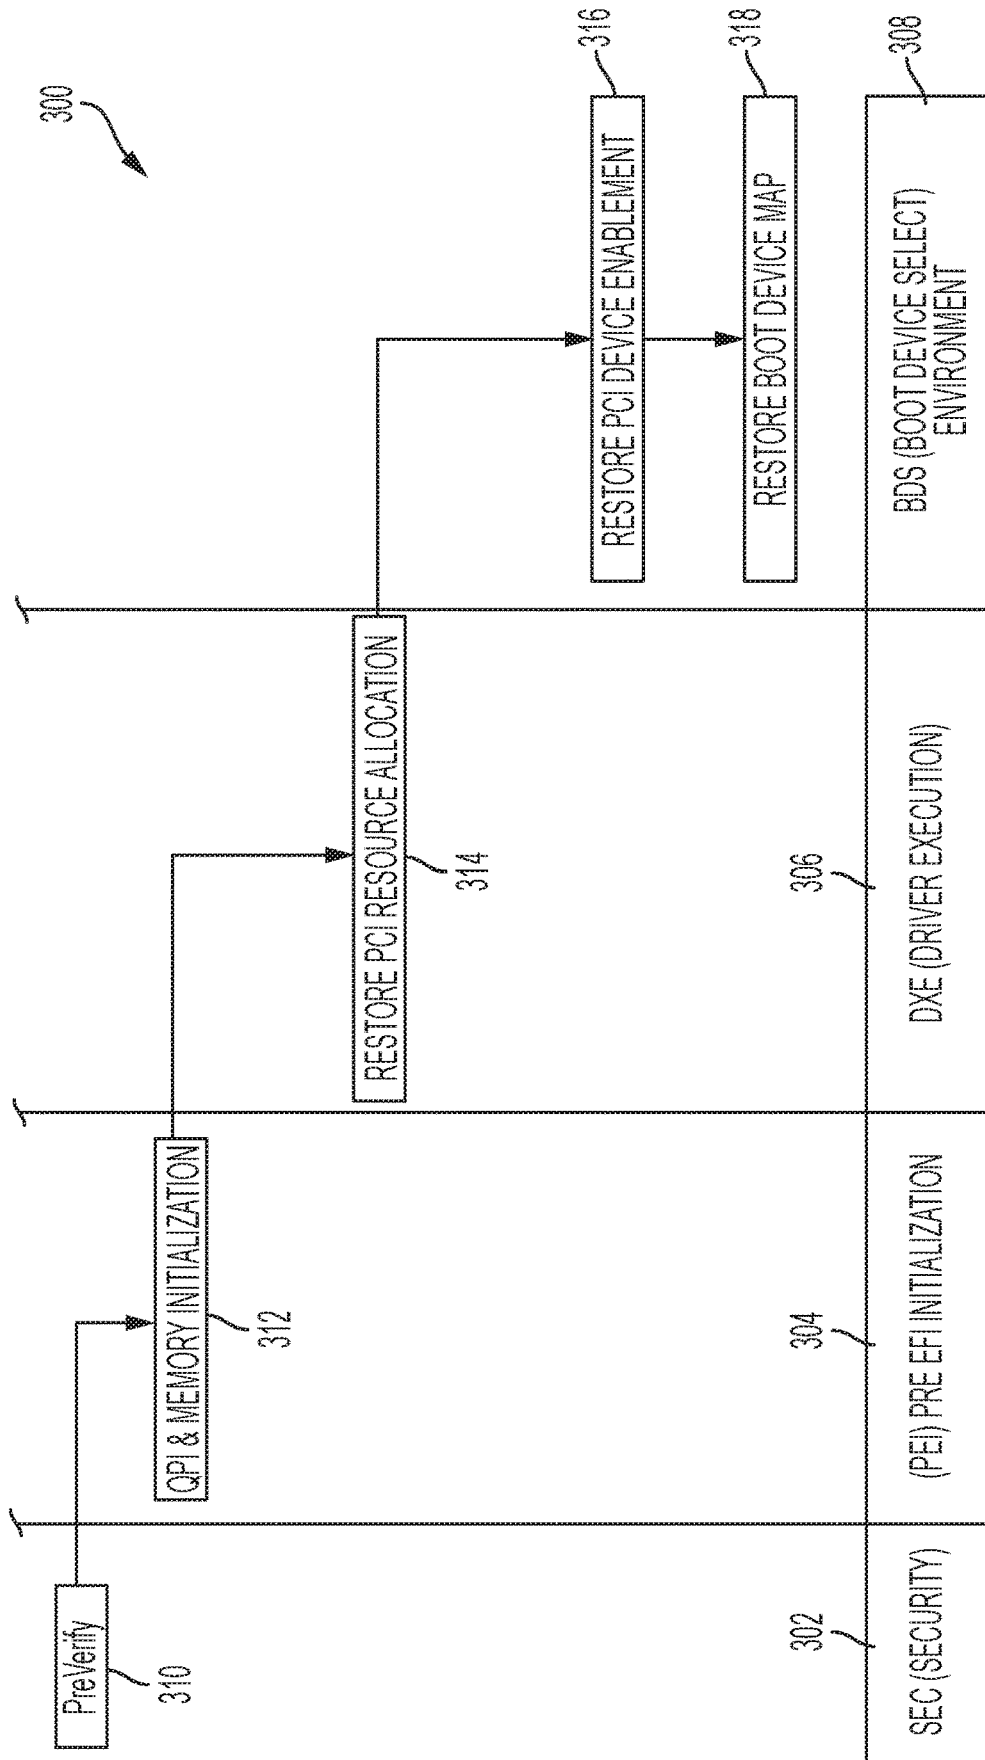 300
PreVerify
310
QPI & MEMORY INITIALIZATION
312
RESTORE PCI RESOURCE ALLOCATION
314
RESTORE PCI DEVICE ENABLEMENT
316
RESTORE BOOT DEVICE MAP
318
302
304
306
308
SEC (SECURITY)
(PEI) PRE EFI INITIALIZATION
DXE (DRIVER EXECUTION)
BDS (BOOT DEVICE SELECT)
ENVIRONMENT